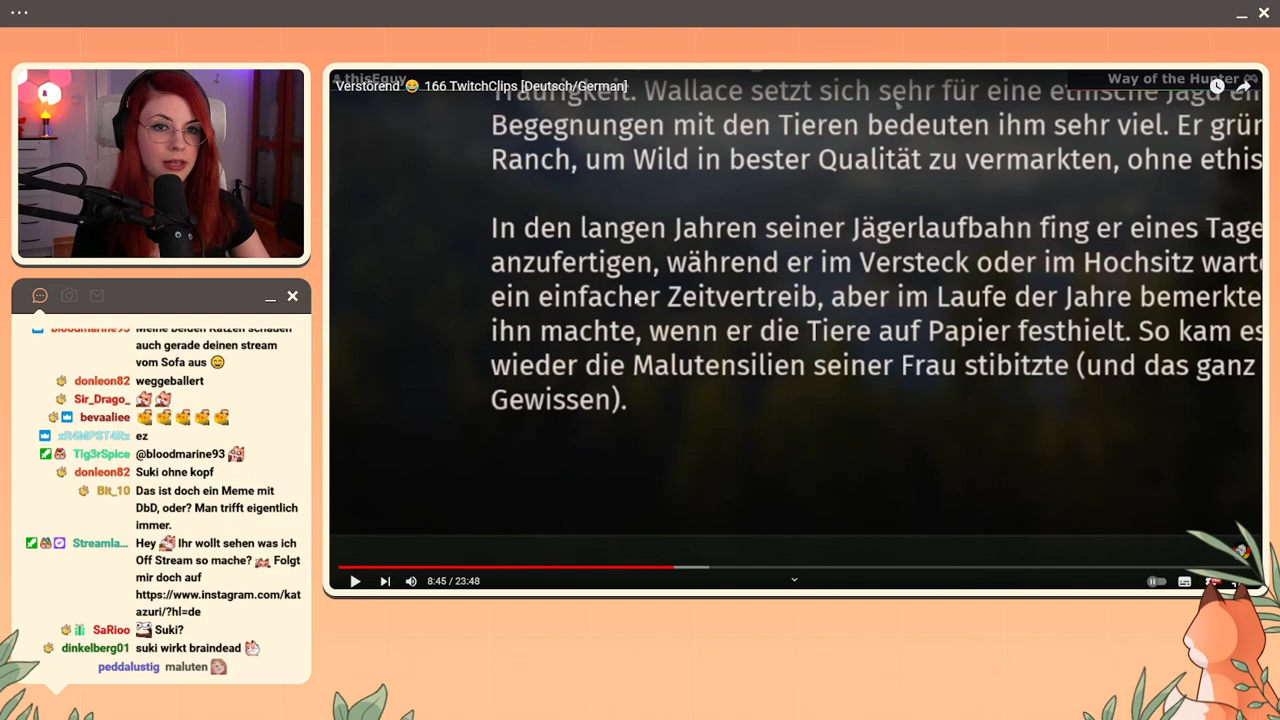 thisEguy
Way of the Hunter
Verstörend 😂 166 TwitchClips [Deutsch/German]
Traurigkeit. Wallace setzt sich sehr für eine ethische Jagd ein
Begegnungen mit den Tieren bedeuten ihm sehr viel. Er grün
Ranch, um Wild in bester Qualität zu vermarkten, ohne ethis
In den langen Jahren seiner Jägerlaufbahn fing er eines Tage
anzufertigen, während er im Versteck oder im Hochsitz warte
ein einfacher Zeitvertreib, aber im Laufe der Jahre bemerkte
ihn machte, wenn er die Tiere auf Papier festhielt. So kam es
wieder die Malutensilien seiner Frau stibitzte (und das ganz
Gewissen).
8:45 / 23:48
bloodmarine93 Meine beiden Katzen schauen
auch gerade deinen stream
vom Sofa aus 😄
donleon82 weggeballert
Sir_Drago_
bevaaliee
xR4MPST4Rx ez
T1g3rSpice @bloodmarine93
donleon82 Suki ohne kopf
Bit_10 Das ist doch ein Meme mit
DbD, oder? Man trifft eigentlich
immer.
Streamla... Hey Ihr wollt sehen was ich
Off Stream so mache? Folgt
mir doch auf
https://www.instagram.com/kat
azuri/?hl=de
SaRioo Suki?
dinkelberg01 suki wirkt braindead
peddalustig maluten